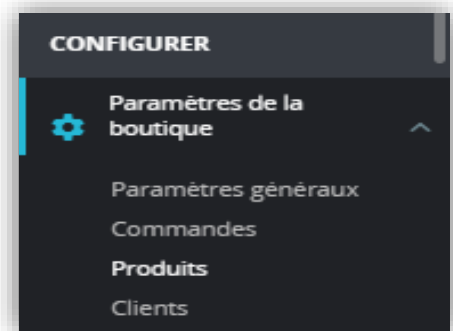 CONFIGURER
Paramètres de la
boutique
Paramètres généraux
Commandes
Produits
Clients